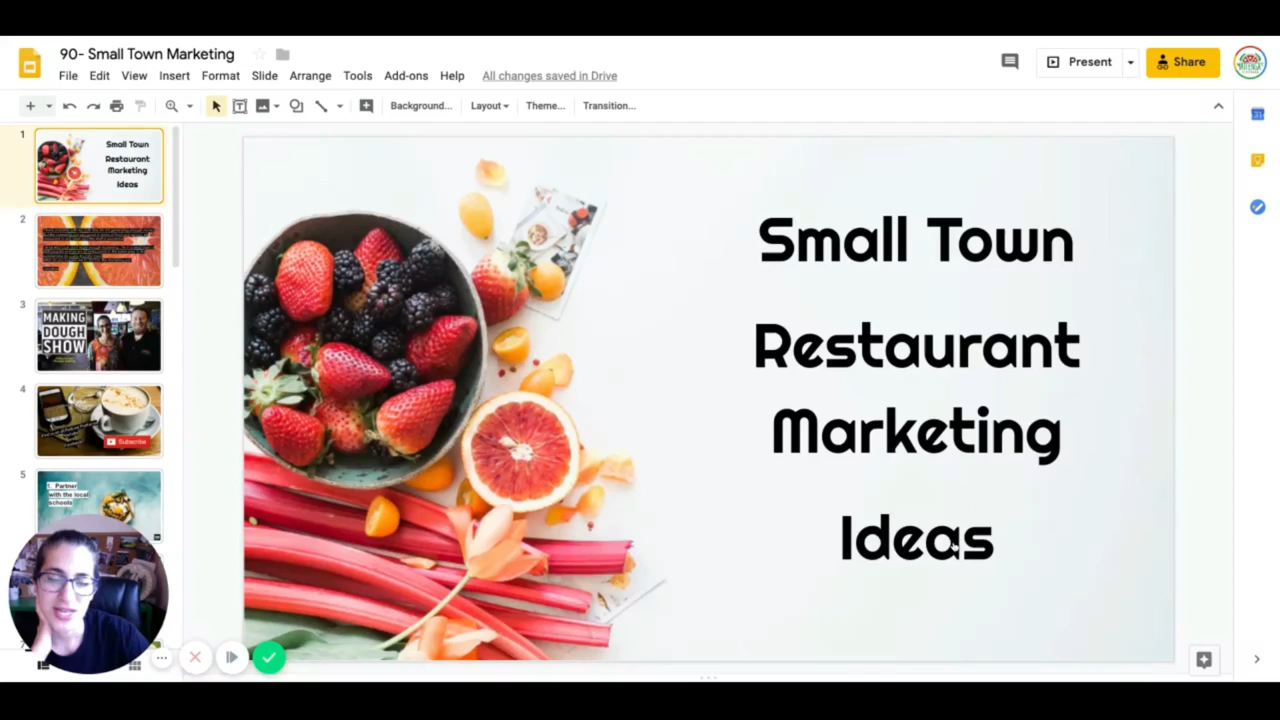 90- Small Town Marketing
File Edit View Insert Format Slide Arrange Tools Add-ons Help All changes saved in Drive
Present
Share
Background... Layout Theme... Transition...
1
Small Town
Restaurant
Marketing
Ideas
2
3
MAKING
DOUGH
SHOW
4
Subscribe
5
1. Partner
with the local
schools
Small Town
Restaurant
Marketing
Ideas